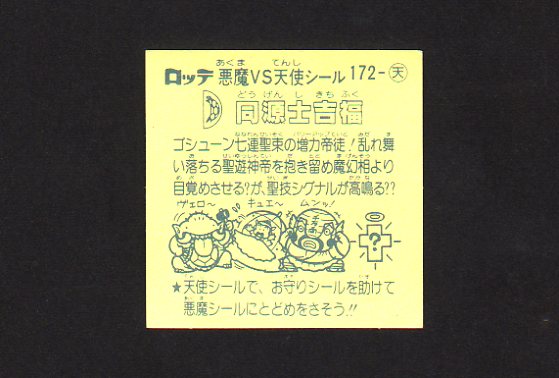 ロッテ 悪魔VS天使シール 172-天
同源士吉福
ゴシューン七連聖束の増力帝徒!乱れ舞
い落ちる聖遊神帝を抱き留め魔幻相より
目覚めさせる?が、聖技シグナルが高鳴る??
ヴェロ〜 キュエ〜 ムンッ!
★天使シールで、お守りシールを助けて
悪魔シールにとどめをさそう!!